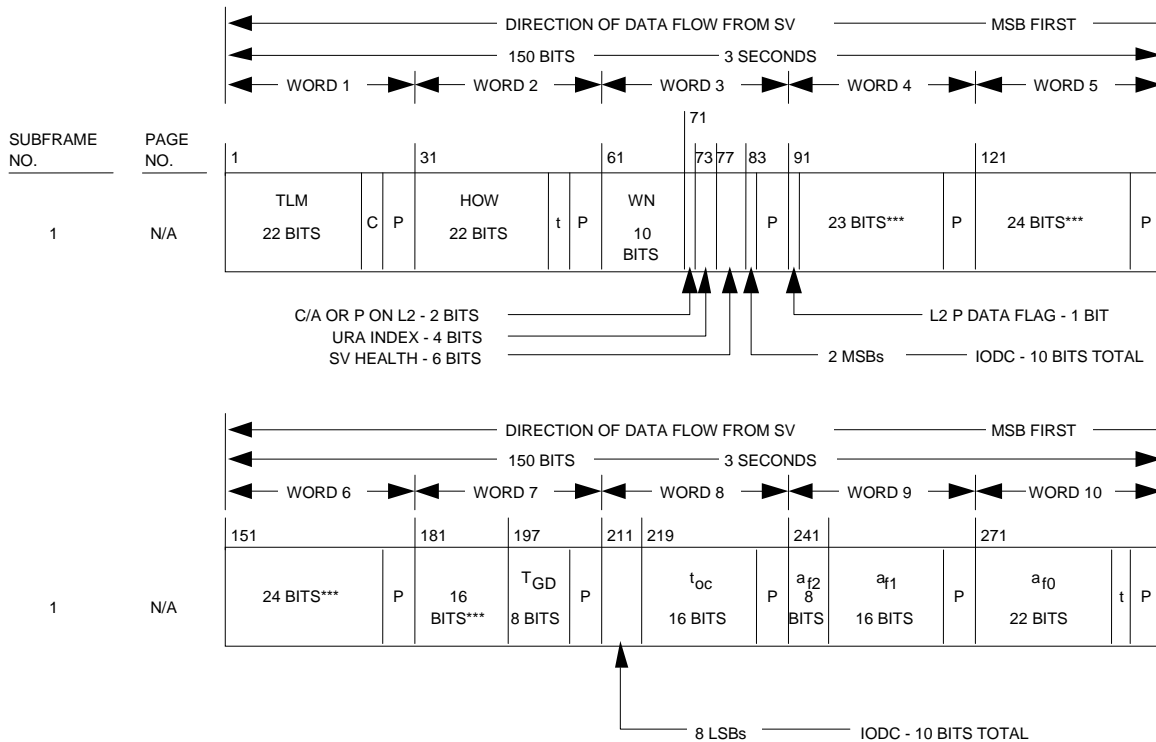 DIRECTION OF DATA FLOW FROM SV MSB FIRST
150 BITS 3 SECONDS
WORD 1 WORD 2 WORD 3 WORD 4 WORD 5
SUBFRAME NO. PAGE NO.
71
1 31 61 73 77 83 91 121
TLM 22 BITS C P HOW 22 BITS t P WN 10 BITS P 23 BITS*** P 24 BITS*** P
1 N/A
C/A OR P ON L2 - 2 BITS L2 P DATA FLAG - 1 BIT
URA INDEX - 4 BITS
SV HEALTH - 6 BITS 2 MSBs IODC - 10 BITS TOTAL
DIRECTION OF DATA FLOW FROM SV MSB FIRST
150 BITS 3 SECONDS
WORD 6 WORD 7 WORD 8 WORD 9 WORD 10
151 181 197 211 219 241 271
1 N/A
24 BITS*** P 16 BITS*** TGD 8 BITS P toc 16 BITS P af2 8 BITS af1 16 BITS P af0 22 BITS t P
8 LSBs IODC - 10 BITS TOTAL